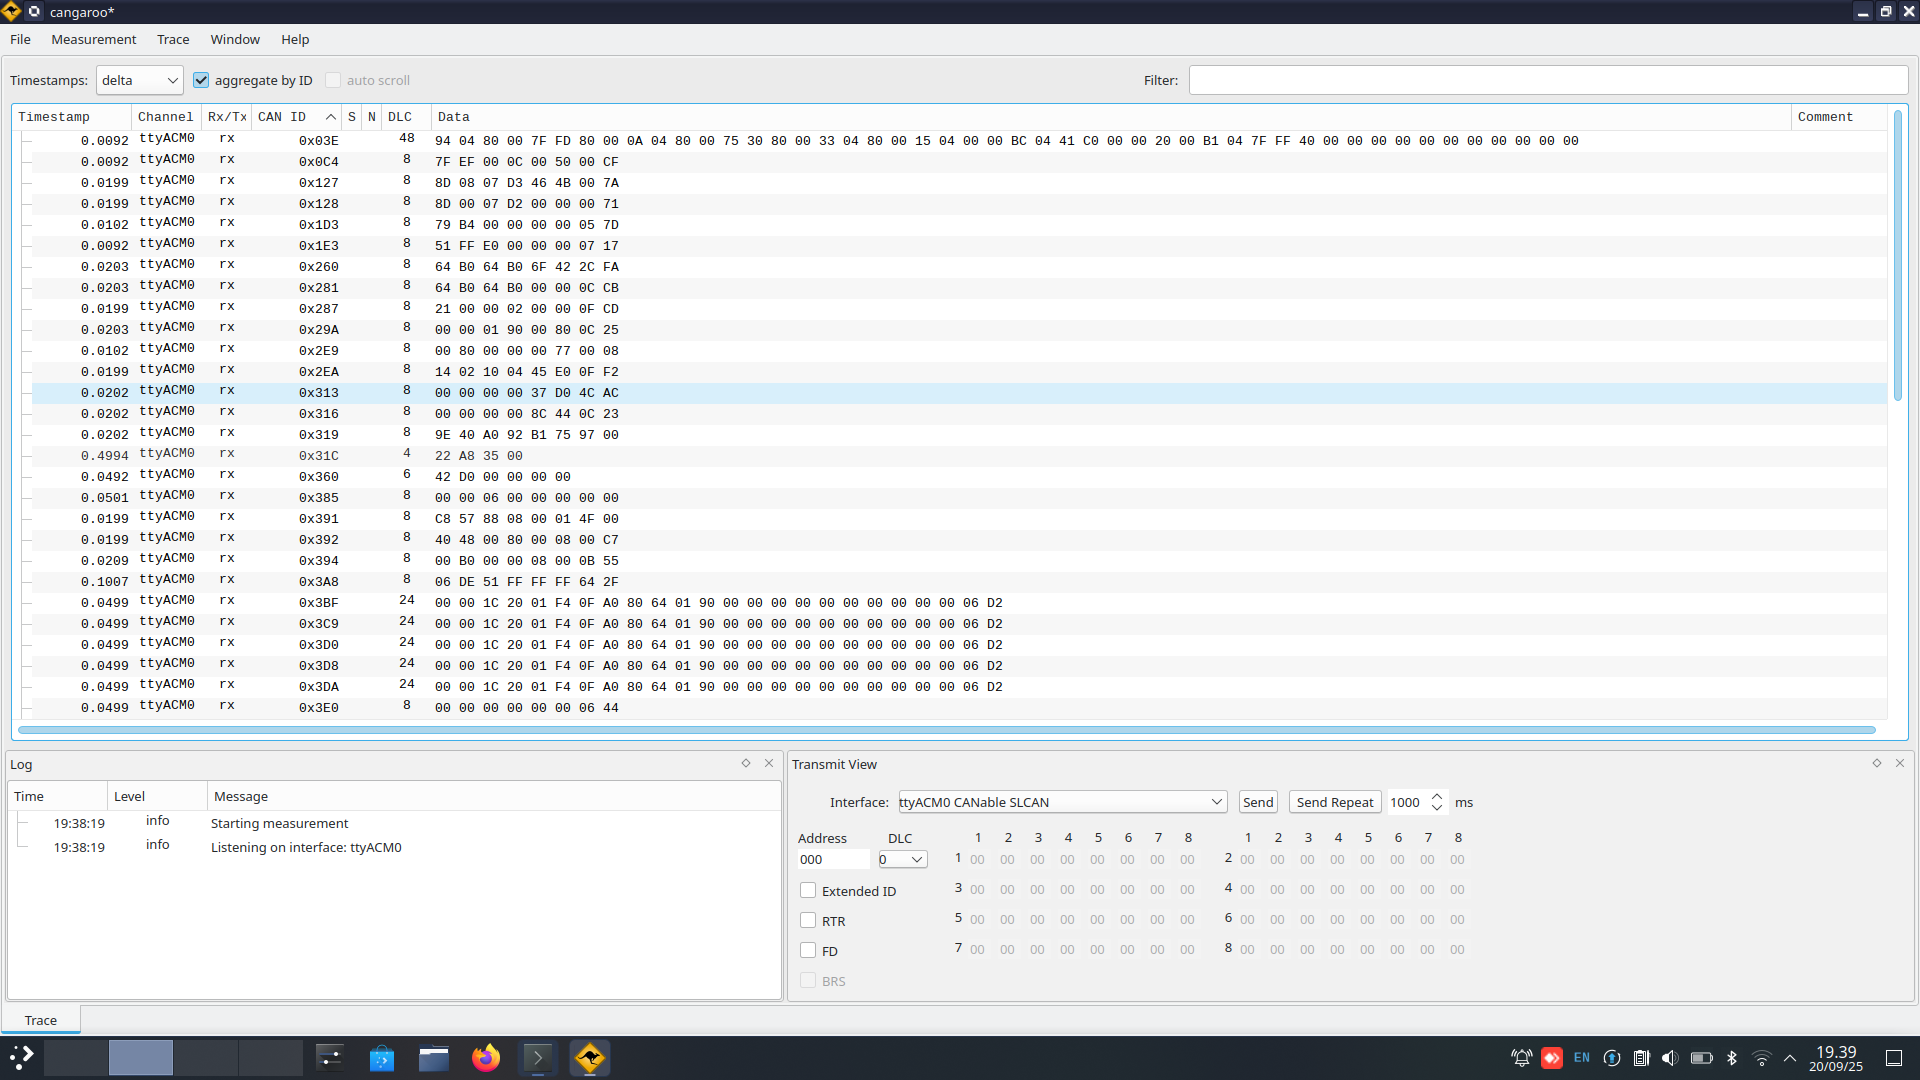 cangaroo*
File Measurement Trace Window Help
Timestamps: delta aggregate by ID auto scroll Filter:
Timestamp Channel Rx/Tx CAN ID S N DLC Data Comment
0.0092 ttyACM0 rx 0x03E 48 94 04 80 00 7F FD 80 00 0A 04 80 00 75 30 80 00 33 04 80 00 15 04 00 00 BC 04 41 C0 00 00 20 00 B1 04 7F FF 40 00 00 00 00 00 00 00 00 00 00 00
0.0092 ttyACM0 rx 0x0C4 8 7F EF 00 0C 00 50 00 CF
0.0199 ttyACM0 rx 0x127 8 8D 08 07 D3 46 4B 00 7A
0.0199 ttyACM0 rx 0x128 8 8D 00 07 D2 00 00 00 71
0.0102 ttyACM0 rx 0x1D3 8 79 B4 00 00 00 00 05 7D
0.0092 ttyACM0 rx 0x1E3 8 51 FF E0 00 00 00 07 17
0.0203 ttyACM0 rx 0x260 8 64 B0 64 B0 6F 42 2C FA
0.0203 ttyACM0 rx 0x281 8 64 B0 64 B0 00 00 0C CB
0.0199 ttyACM0 rx 0x287 8 21 00 00 02 00 00 0F CD
0.0203 ttyACM0 rx 0x29A 8 00 00 01 90 00 80 0C 25
0.0102 ttyACM0 rx 0x2E9 8 00 80 00 00 00 77 00 08
0.0199 ttyACM0 rx 0x2EA 8 14 02 10 04 45 E0 0F F2
0.0202 ttyACM0 rx 0x313 8 00 00 00 00 37 D0 4C AC
0.0202 ttyACM0 rx 0x316 8 00 00 00 00 8C 44 0C 23
0.0202 ttyACM0 rx 0x319 8 9E 40 A0 92 B1 75 97 00
0.4994 ttyACM0 rx 0x31C 4 22 A8 35 00
0.0492 ttyACM0 rx 0x360 6 42 D0 00 00 00 00
0.0501 ttyACM0 rx 0x385 8 00 00 06 00 00 00 00 00
0.0199 ttyACM0 rx 0x391 8 C8 57 88 08 00 01 4F 00
0.0199 ttyACM0 rx 0x392 8 40 48 00 80 00 08 00 C7
0.0209 ttyACM0 rx 0x394 8 00 B0 00 00 08 00 0B 55
0.1007 ttyACM0 rx 0x3A8 8 06 DE 51 FF FF FF 64 2F
0.0499 ttyACM0 rx 0x3BF 24 00 00 1C 20 01 F4 0F A0 80 64 01 90 00 00 00 00 00 00 00 00 00 00 06 D2
0.0499 ttyACM0 rx 0x3C9 24 00 00 1C 20 01 F4 0F A0 80 64 01 90 00 00 00 00 00 00 00 00 00 00 06 D2
0.0499 ttyACM0 rx 0x3D0 24 00 00 1C 20 01 F4 0F A0 80 64 01 90 00 00 00 00 00 00 00 00 00 00 06 D2
0.0499 ttyACM0 rx 0x3D8 24 00 00 1C 20 01 F4 0F A0 80 64 01 90 00 00 00 00 00 00 00 00 00 00 06 D2
0.0499 ttyACM0 rx 0x3DA 24 00 00 1C 20 01 F4 0F A0 80 64 01 90 00 00 00 00 00 00 00 00 00 00 06 D2
0.0499 ttyACM0 rx 0x3E0 8 00 00 00 00 00 00 06 44
Log
Time Level Message
19:38:19 info Starting measurement
19:38:19 info Listening on interface: ttyACM0
Transmit View
Interface: ttyACM0 CANable SLCAN Send Send Repeat 1000 ms
Address DLC 1 2 3 4 5 6 7 8 1 2 3 4 5 6 7 8
000 0 1 00 00 00 00 00 00 00 00 2 00 00 00 00 00 00 00 00
Extended ID 3 00 00 00 00 00 00 00 00 4 00 00 00 00 00 00 00 00
RTR 5 00 00 00 00 00 00 00 00 6 00 00 00 00 00 00 00 00
FD 7 00 00 00 00 00 00 00 00 8 00 00 00 00 00 00 00 00
BRS
Trace
EN 19.39
20/09/25